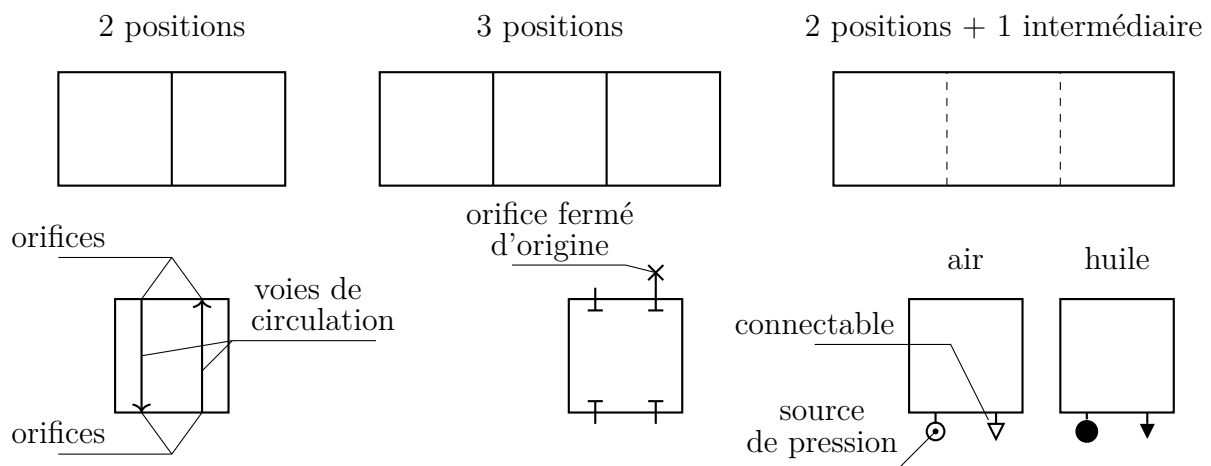 2 positions
3 positions
2 positions + 1 intermédiaire
orifices
voies de
circulation
orifices
orifice fermé
d'origine
air
huile
connectable
source
de pression